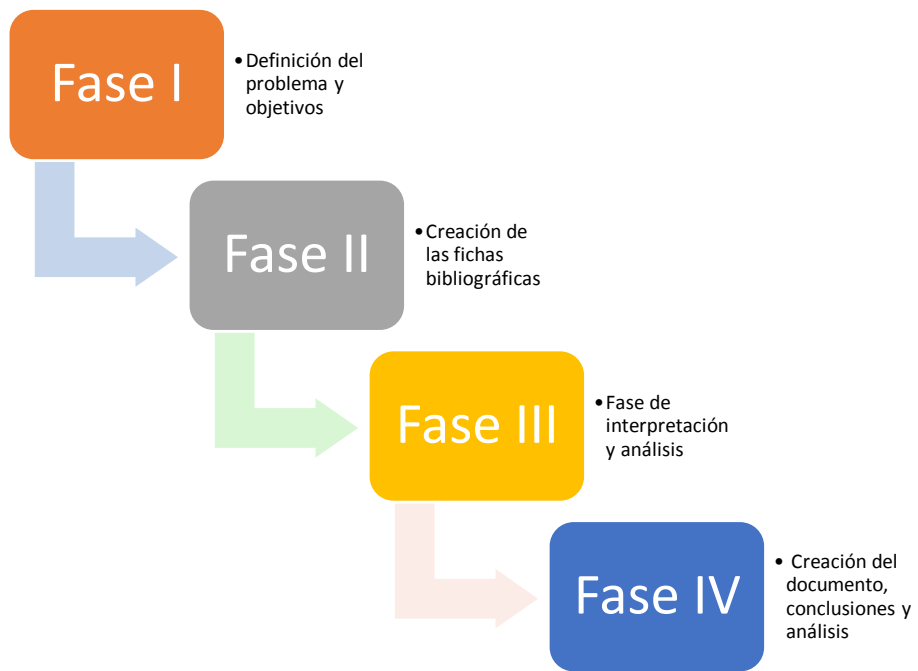 Fase I
•Definición del
problema y
objetivos
Fase II
•Creación de
las fichas
bibliográficas
Fase III
•Fase de
interpretación
y análisis
Fase IV
• Creación del
documento,
conclusiones y
análisis